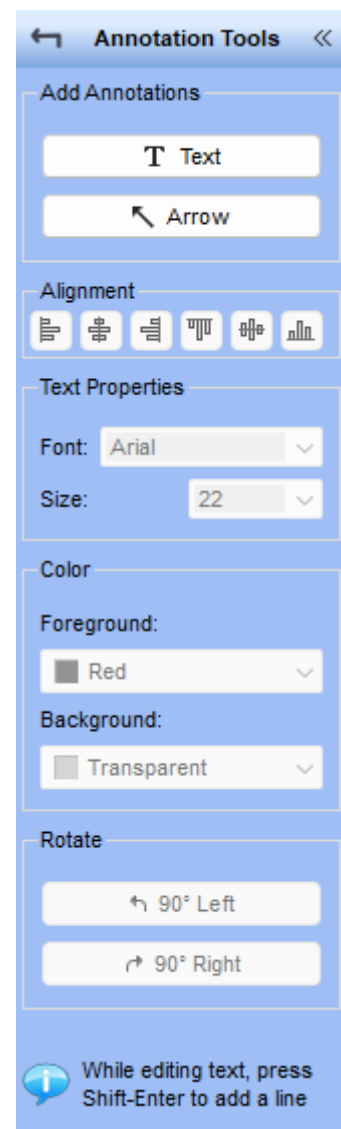 Annotation Tools
Add Annotations
T Text
Arrow
Alignment
Text Properties
Font: Arial
Size: 22
Color
Foreground:
Red
Background:
Transparent
Rotate
90° Left
90° Right
While editing text, press
Shift-Enter to add a line